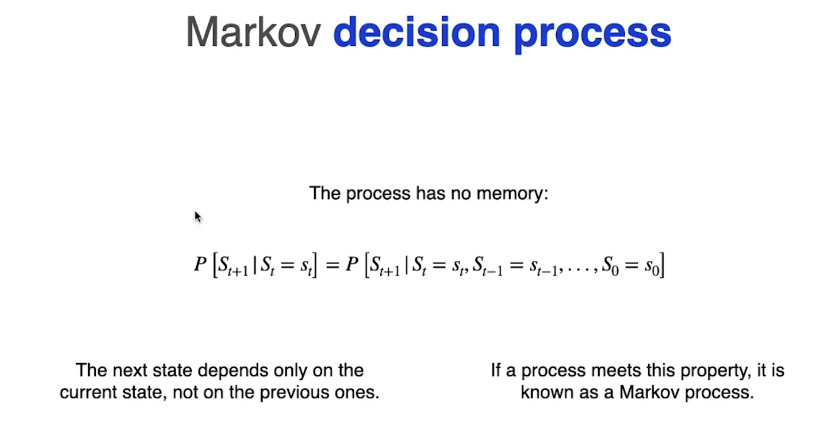 Markov decision process
The process has no memory:
P [S_{t+1} | S_t = s_t] = P [S_{t+1} | S_t = s_t, S_{t−1} = s_{t−1}, . . . , S_0 = s_0]
The next state depends only on the
current state, not on the previous ones.
If a process meets this property, it is
known as a Markov process.